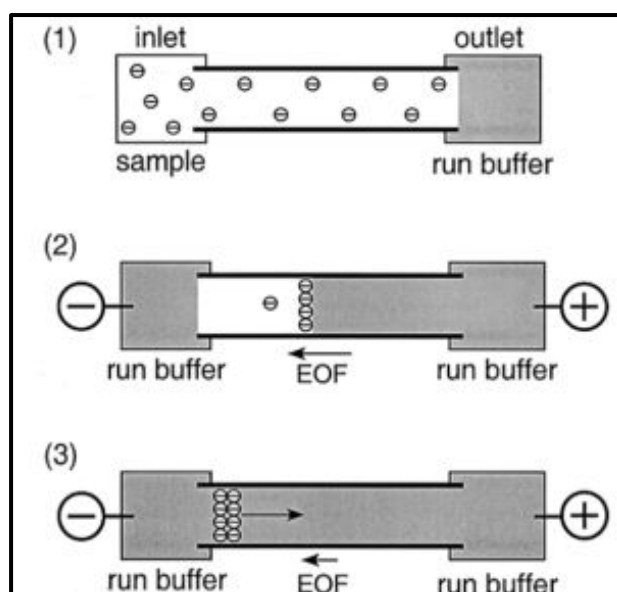 (1)
inlet outlet
sample run buffer
(2)
run buffer EOF run buffer
(3)
run buffer EOF run buffer